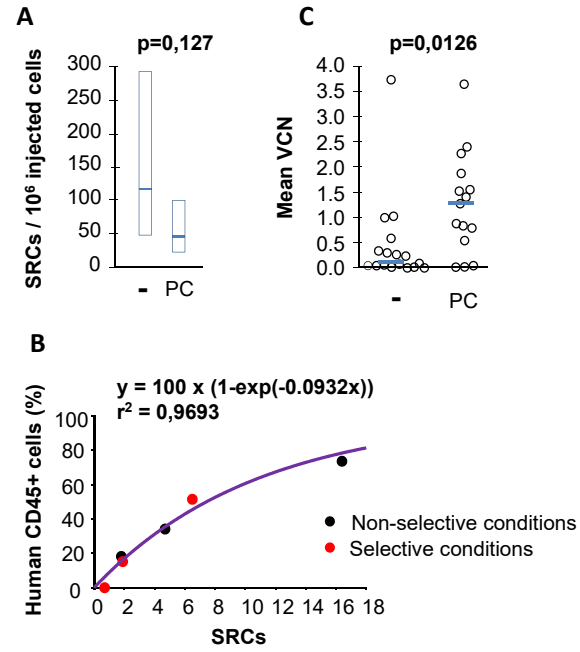 A
p=0,127
SRCs / 10⁶ injected cells
300
250
200
150
100
50
0
- PC
C
p=0,0126
Mean VCN
4.0
3.5
3.0
2.5
2.0
1.5
1.0
0.5
0.0
- PC
B
y = 100 x (1-exp(-0.0932x))
r² = 0,9693
Human CD45+ cells (%)
100
80
60
40
20
0
0 2 4 6 8 10 12 14 16 18
SRCs
Non-selective conditions
Selective conditions